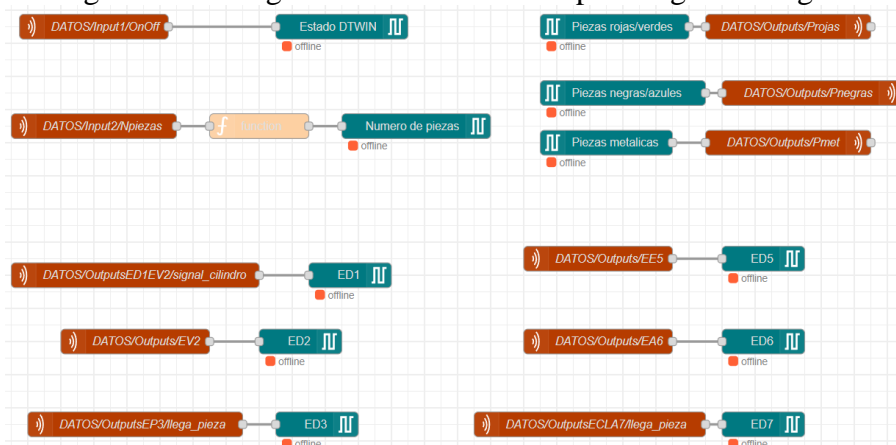 DATOS/Input1/OnOff
Estado DTWIN
offline
Piezas rojas/verdes
DATOS/Outputs/Projas
offline
Piezas negras/azules
DATOS/Outputs/Pnegras
offline
DATOS/Input2/Npiezas
Numero de piezas
offline
Piezas metalicas
DATOS/Outputs/Pmet
offline
DATOS/OutputsED1EV2/signal_cilindro
ED1
offline
DATOS/Outputs/EE5
ED5
offline
DATOS/Outputs/EV2
ED2
offline
DATOS/Outputs/EA6
ED6
offline
DATOS/OutputsEP3/llega_pieza
ED3
offline
DATOS/OutputsECLA7/llega_pieza
ED7
offline